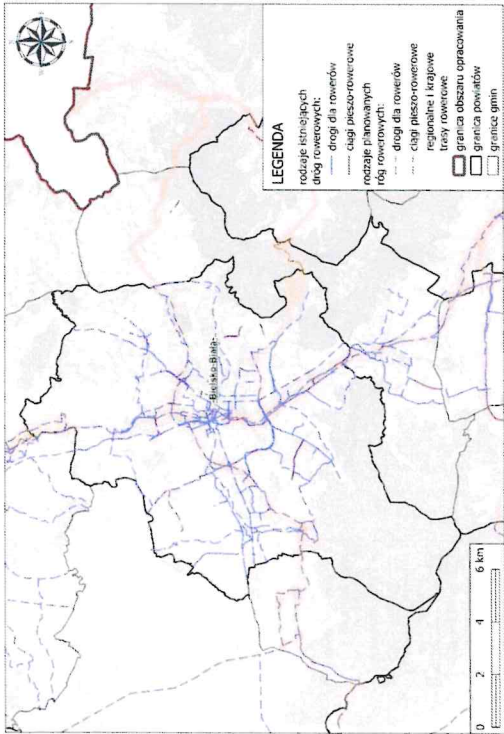 LEGENDA
rodzaje istniejących
dróg rowerowych:
drogi dla rowerów
ciągi pieszo-rowerowe
rodzaje planowanych
róg rowerowych:
drogi dla rowerów
ciągi pieszo-rowerowe
regionalne i krajowe
trasy rowerowe
granica obszaru opracowania
granica powiatów
granice gmin
Bielsko-Biała
0 2 4 6 km